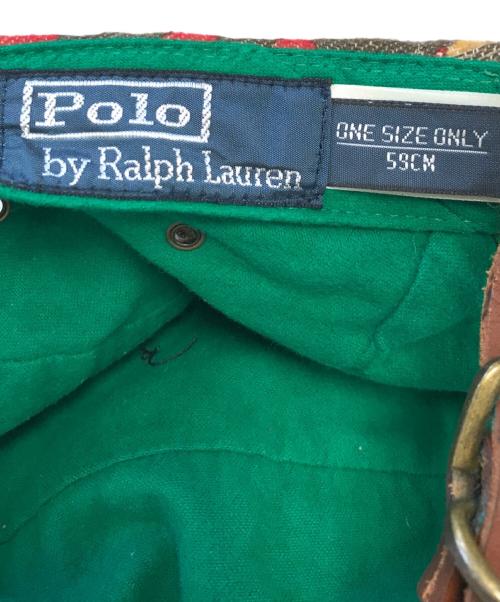 Polo
by Ralph Lauren
ONE SIZE ONLY
59CM